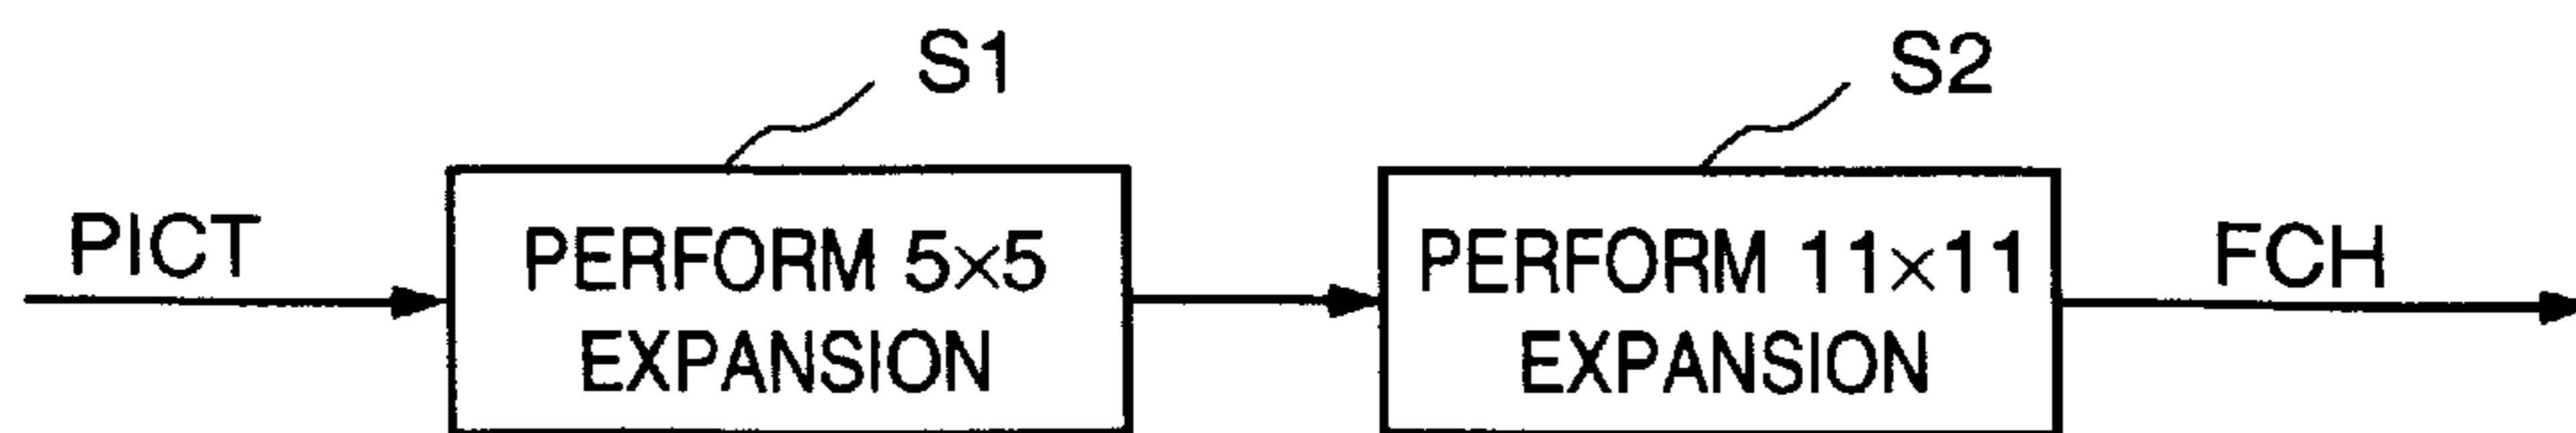 S1
S2
PICT
PERFORM 5×5
EXPANSION
PERFORM 11×11
EXPANSION
FCH